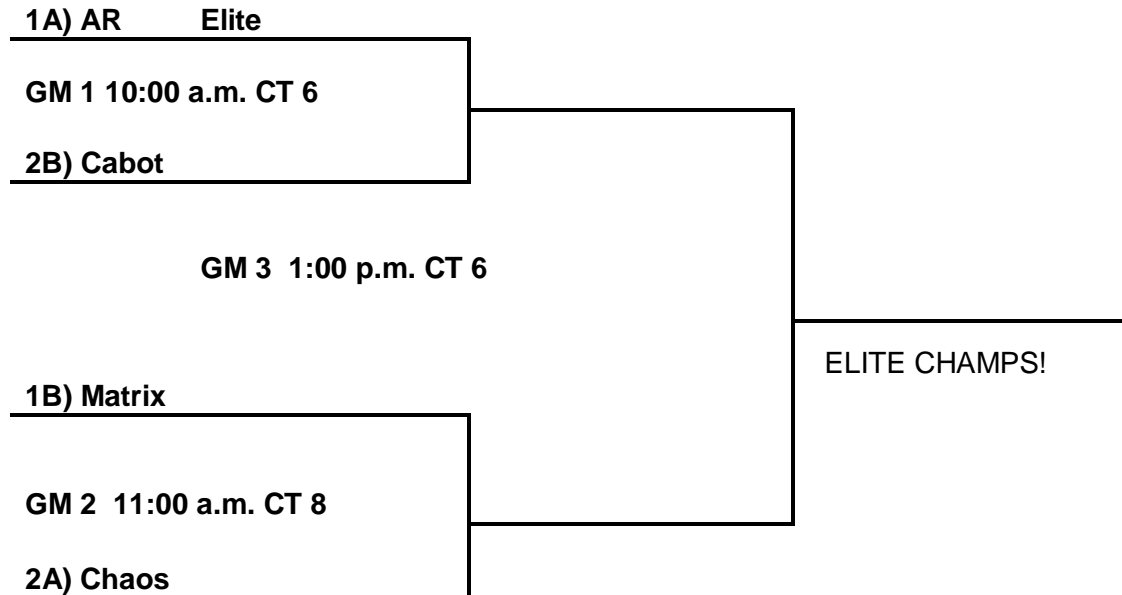 1A) AR Elite
GM 1 10:00 a.m. CT 6
2B) Cabot
GM 3 1:00 p.m. CT 6
ELITE CHAMPS!
1B) Matrix
GM 2 11:00 a.m. CT 8
2A) Chaos